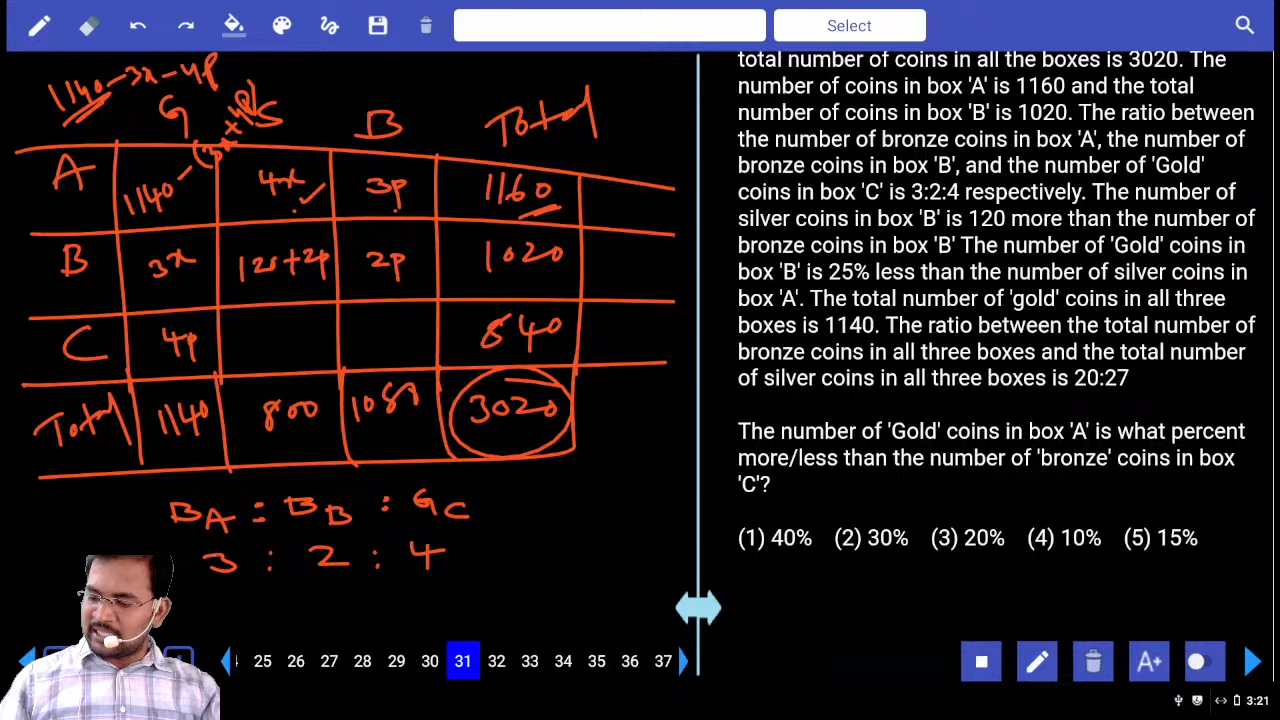 Select
1140-3x-4p
G S B Total
A 1140-(3x+4p) 4x 3p 1160
B 3x 120+2p 2p 1020
C 4p 840
Total 1140 800 1080 3020
BA : BB : GC
3 : 2 : 4
total number of coins in all the boxes is 3020. The
number of coins in box 'A' is 1160 and the total
number of coins in box 'B' is 1020. The ratio between
the number of bronze coins in box 'A', the number of
bronze coins in box 'B', and the number of 'Gold'
coins in box 'C' is 3:2:4 respectively. The number of
silver coins in box 'B' is 120 more than the number of
bronze coins in box 'B' The number of 'Gold' coins in
box 'B' is 25% less than the number of silver coins in
box 'A'. The total number of 'gold' coins in all three
boxes is 1140. The ratio between the total number of
bronze coins in all three boxes and the total number
of silver coins in all three boxes is 20:27
The number of 'Gold' coins in box 'A' is what percent
more/less than the number of 'bronze' coins in box
'C'?
(1) 40% (2) 30% (3) 20% (4) 10% (5) 15%
25 26 27 28 29 30 31 32 33 34 35 36 37
A+
3:21